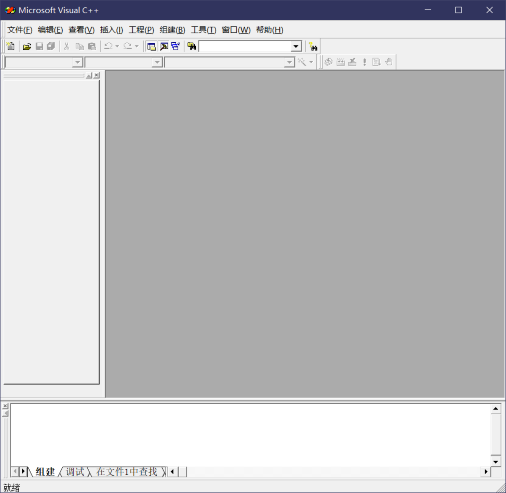 Microsoft Visual C++
文件(F) 编辑(E) 查看(V) 插入(I) 工程(P) 组建(B) 工具(T) 窗口(W) 帮助(H)
组建 调试 在文件1中查找
就绪